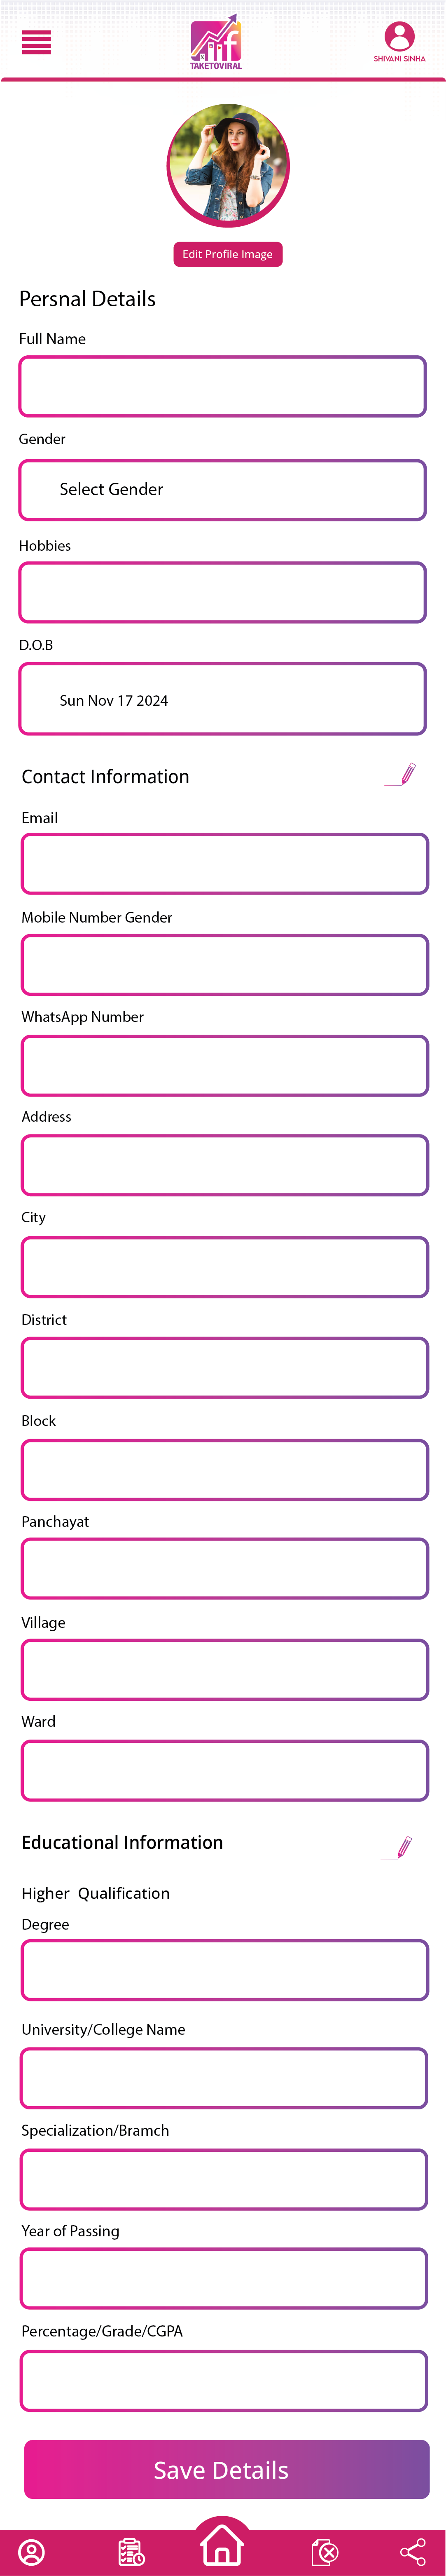 TAKETOVIRAL
SHIVANI SINHA
Edit Profile Image
Persnal Details
Full Name
Gender
Select Gender
Hobbies
D.O.B
Sun Nov 17 2024
Contact Information
Email
Mobile Number Gender
WhatsApp Number
Address
City
District
Block
Panchayat
Village
Ward
Educational Information
Higher Qualification
Degree
University/College Name
Specialization/Bramch
Year of Passing
Percentage/Grade/CGPA
Save Details